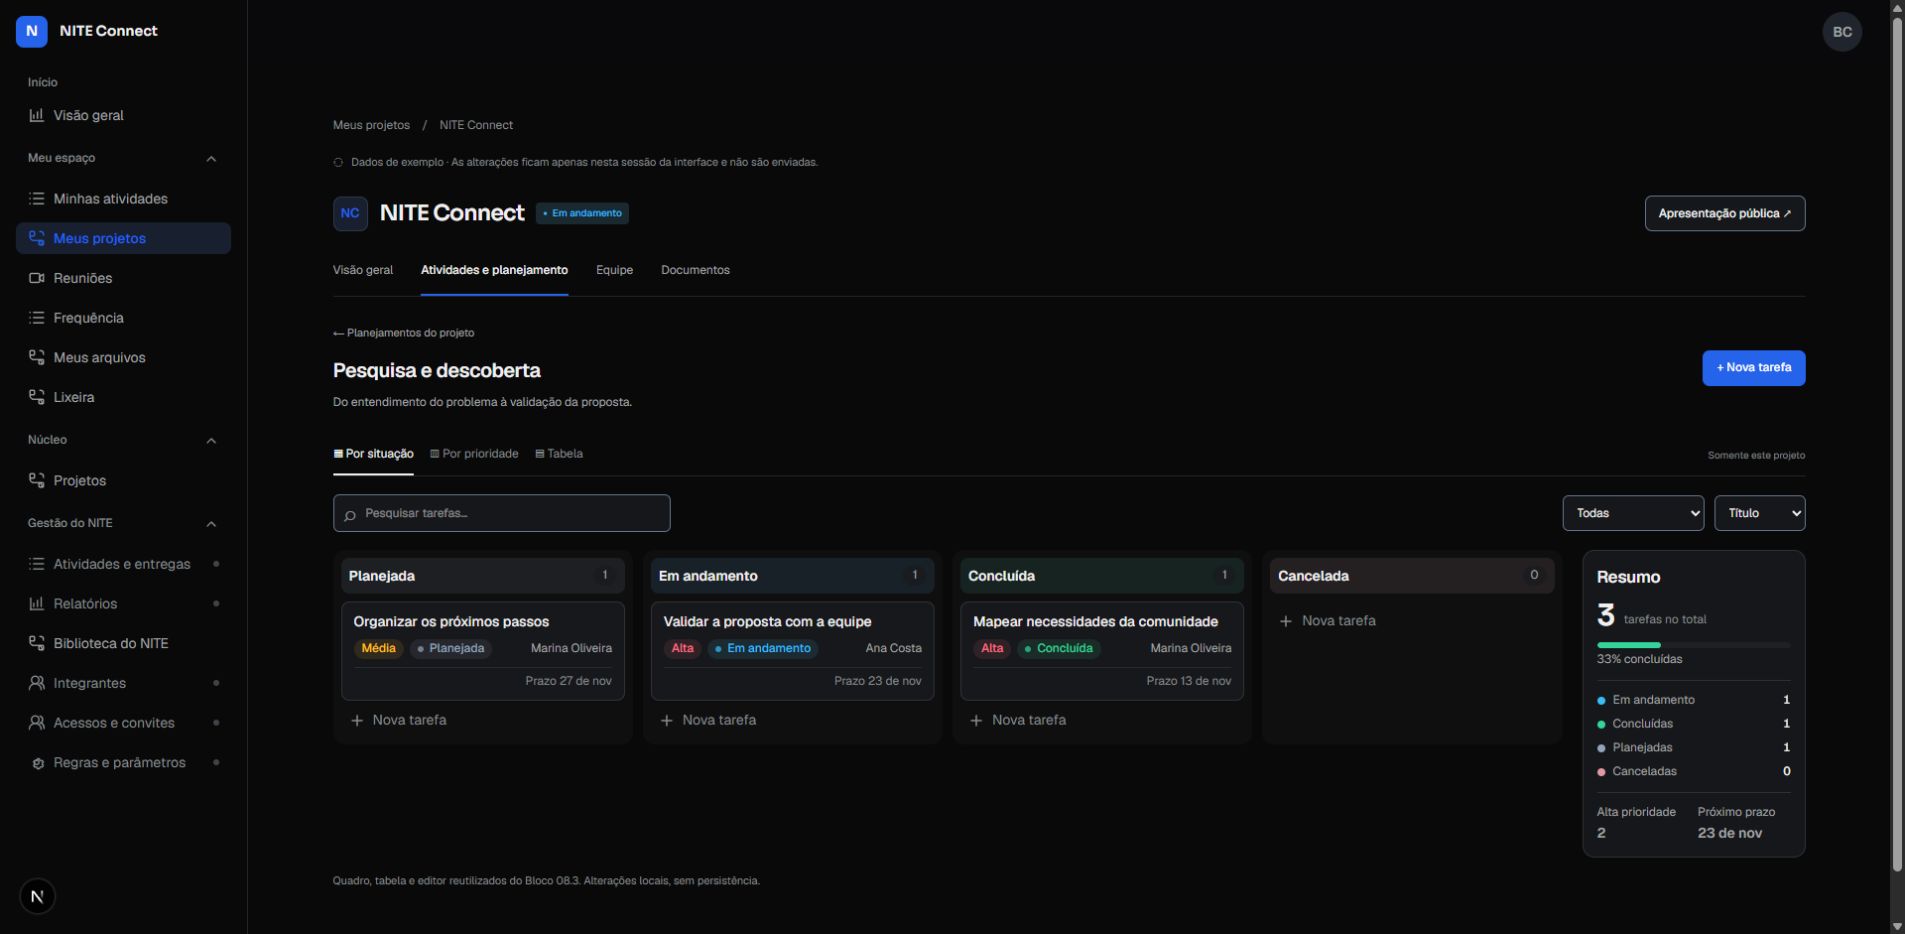 N NITE Connect
BC
Início
Visão geral
Meu espaço
Minhas atividades
Meus projetos
Reuniões
Frequência
Meus arquivos
Lixeira
Núcleo
Projetos
Gestão do NITE
Atividades e entregas
Relatórios
Biblioteca do NITE
Integrantes
Acessos e convites
Regras e parâmetros
N
Meus projetos / NITE Connect
Dados de exemplo · As alterações ficam apenas nesta sessão da interface e não são enviadas.
NC NITE Connect • Em andamento
Apresentação pública ↗
Visão geral Atividades e planejamento Equipe Documentos
← Planejamentos do projeto
Pesquisa e descoberta
+ Nova tarefa
Do entendimento do problema à validação da proposta.
Por situação Por prioridade Tabela
Somente este projeto
Pesquisar tarefas...
Todas Título
Planejada 1
Organizar os próximos passos
Média • Planejada Marina Oliveira
Prazo 27 de nov
+ Nova tarefa
Em andamento 1
Validar a proposta com a equipe
Alta • Em andamento Ana Costa
Prazo 23 de nov
+ Nova tarefa
Concluída 1
Mapear necessidades da comunidade
Alta • Concluída Marina Oliveira
Prazo 13 de nov
+ Nova tarefa
Cancelada 0
+ Nova tarefa
Resumo
3 tarefas no total
33% concluídas
Em andamento 1
Concluídas 1
Planejadas 1
Canceladas 0
Alta prioridade Próximo prazo
2 23 de nov
Quadro, tabela e editor reutilizados do Bloco 08.3. Alterações locais, sem persistência.